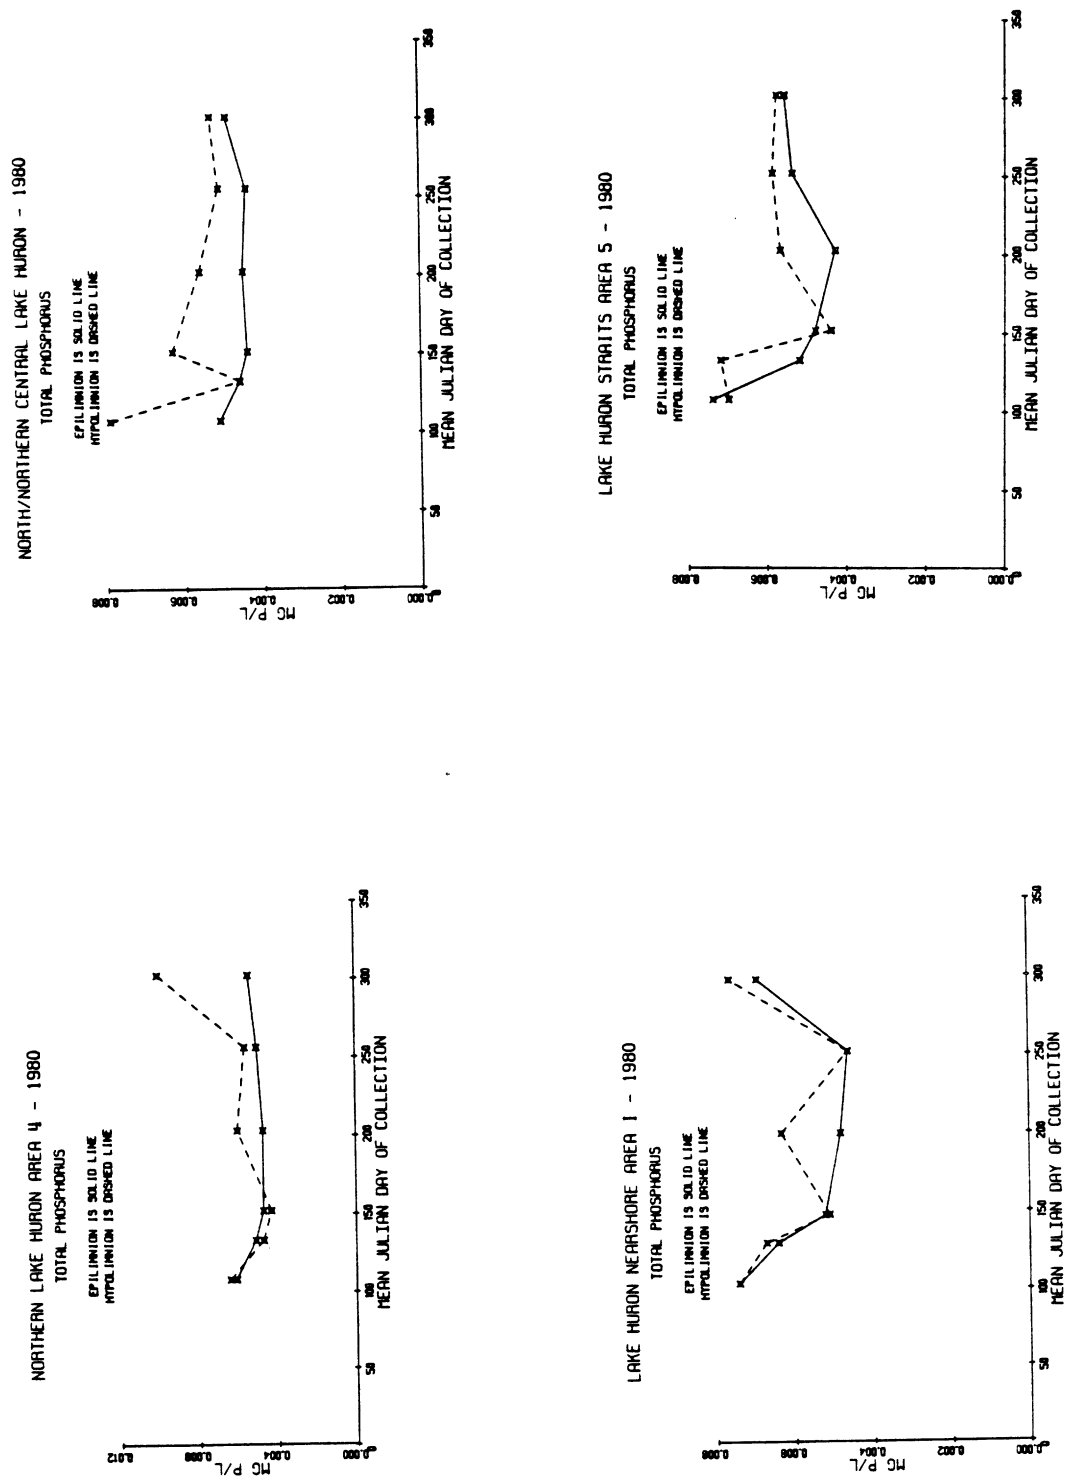 NORTHERN LAKE HURON AREA 4 - 1980
TOTAL PHOSPHORUS
EPILIMNION IS SOLID LINE
HYPOLIMNION IS DASHED LINE
0.012
0.008
0.004
0.000
MG P/L
0
50
100
150
200
250
300
350
MEAN JULIAN DAY OF COLLECTION
NORTH/NORTHERN CENTRAL LAKE HURON - 1980
TOTAL PHOSPHORUS
EPILIMNION IS SOLID LINE
HYPOLIMNION IS DASHED LINE
0.008
0.006
0.004
0.002
0.000
MG P/L
0
50
100
150
200
250
300
350
MEAN JULIAN DAY OF COLLECTION
LAKE HURON NEARSHORE AREA 1 - 1980
TOTAL PHOSPHORUS
EPILIMNION IS SOLID LINE
HYPOLIMNION IS DASHED LINE
0.008
0.006
0.004
0.002
0.000
MG P/L
0
50
100
150
200
250
300
350
MEAN JULIAN DAY OF COLLECTION
LAKE HURON STRAITS AREA 5 - 1980
TOTAL PHOSPHORUS
EPILIMNION IS SOLID LINE
HYPOLIMNION IS DASHED LINE
0.008
0.006
0.004
0.002
0.000
MG P/L
0
50
100
150
200
250
300
350
MEAN JULIAN DAY OF COLLECTION